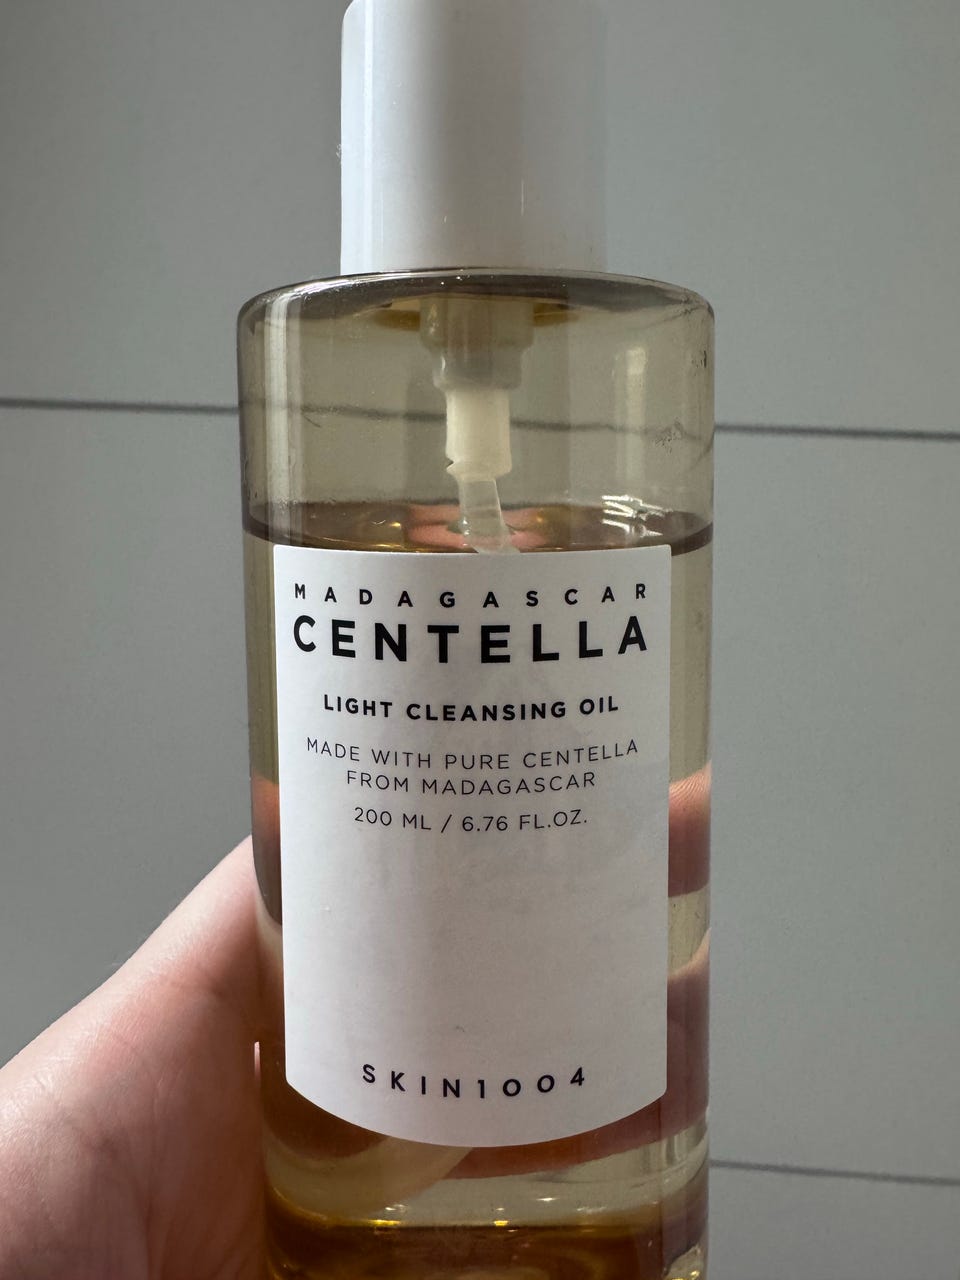 MADAGASCAR
CENTELLA
LIGHT CLEANSING OIL
MADE WITH PURE CENTELLA
FROM MADAGASCAR
200 ML / 6.76 FL.OZ.
SKIN1004